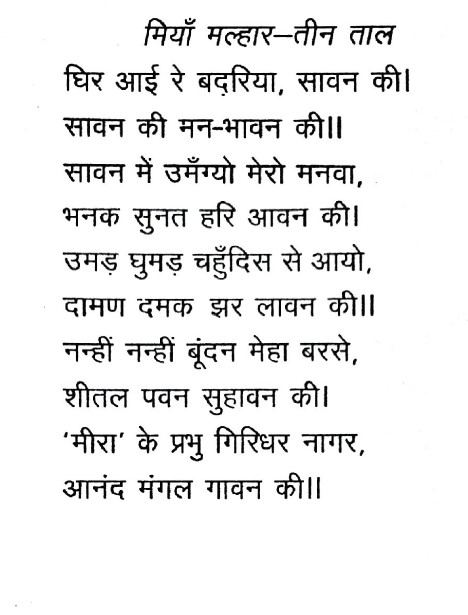 मियाँ मल्हार–तीन ताल
घिर आई रे बदरिया, सावन की।
सावन की मन-भावन की॥
सावन में उमँग्यो मेरो मनवा,
भनक सुनत हरि आवन की।
उमड़ घुमड़ चहुँदिस से आयो,
दामण दमक झर लावन की॥
नन्हीं नन्हीं बूंदन मेहा बरसे,
शीतल पवन सुहावन की।
‘मीरा’ के प्रभु गिरिधर नागर,
आनंद मंगल गावन की॥